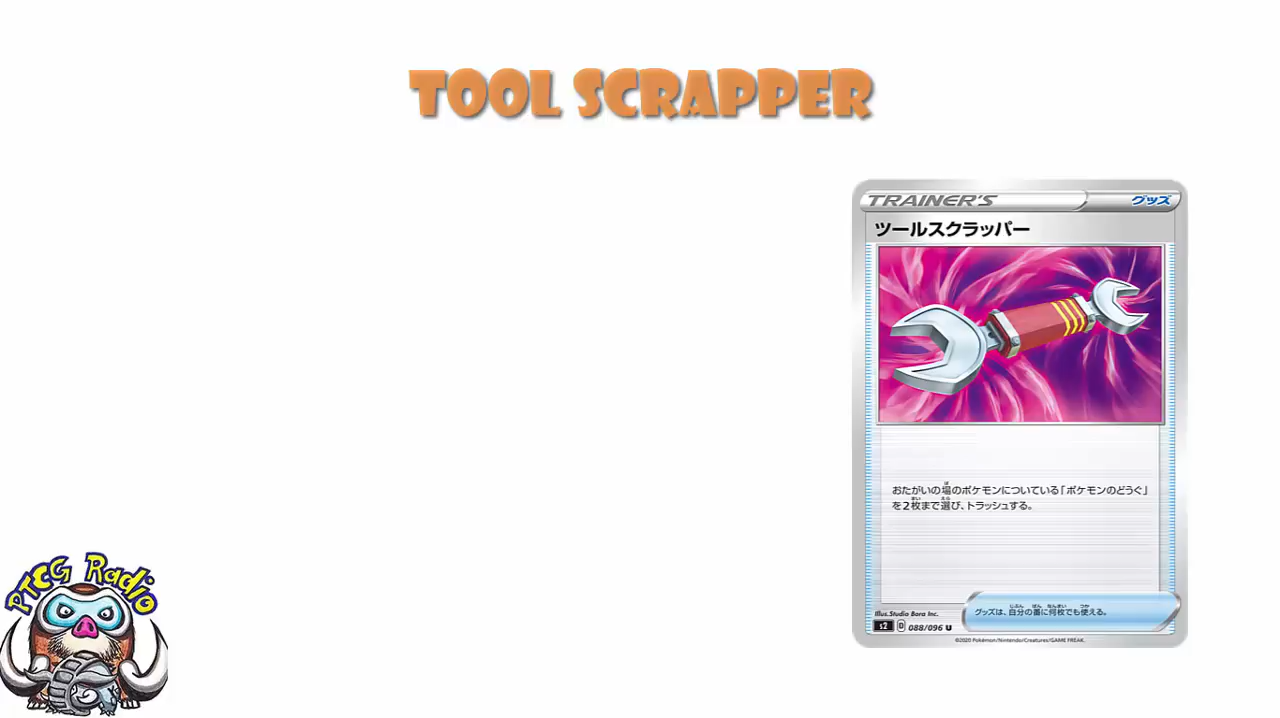 TOOL SCRAPPER
TRAINER'S グッズ
ツールスクラッパー
おたがいの場のポケモンについている「ポケモンのどうぐ」
を2枚まで選び、トラッシュする。
Illus. Studio Bora Inc.
グッズは、自分の番に何枚でも使える。
S2 D 088/096 U
©2020 Pokémon/Nintendo/Creatures/GAME FREAK.
PTCG Radio